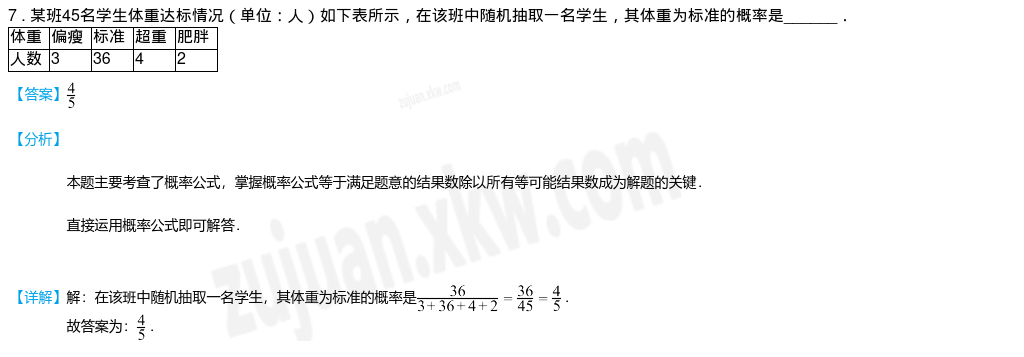 7．某班45名学生体重达标情况（单位：人）如下表所示，在该班中随机抽取一名学生，其体重为标准的概率是______．
体重 偏瘦 标准 超重 肥胖
人数 3 36 4 2
【答案】4/5
zujuan.xkw.com
【分析】
本题主要考查了概率公式，掌握概率公式等于满足题意的结果数除以所有等可能结果数成为解题的关键．
直接运用概率公式即可解答．
zujuan.xkw.com
【详解】解：在该班中随机抽取一名学生，其体重为标准的概率是36/(3+36+4+2)=36/45=4/5．
故答案为：4/5．